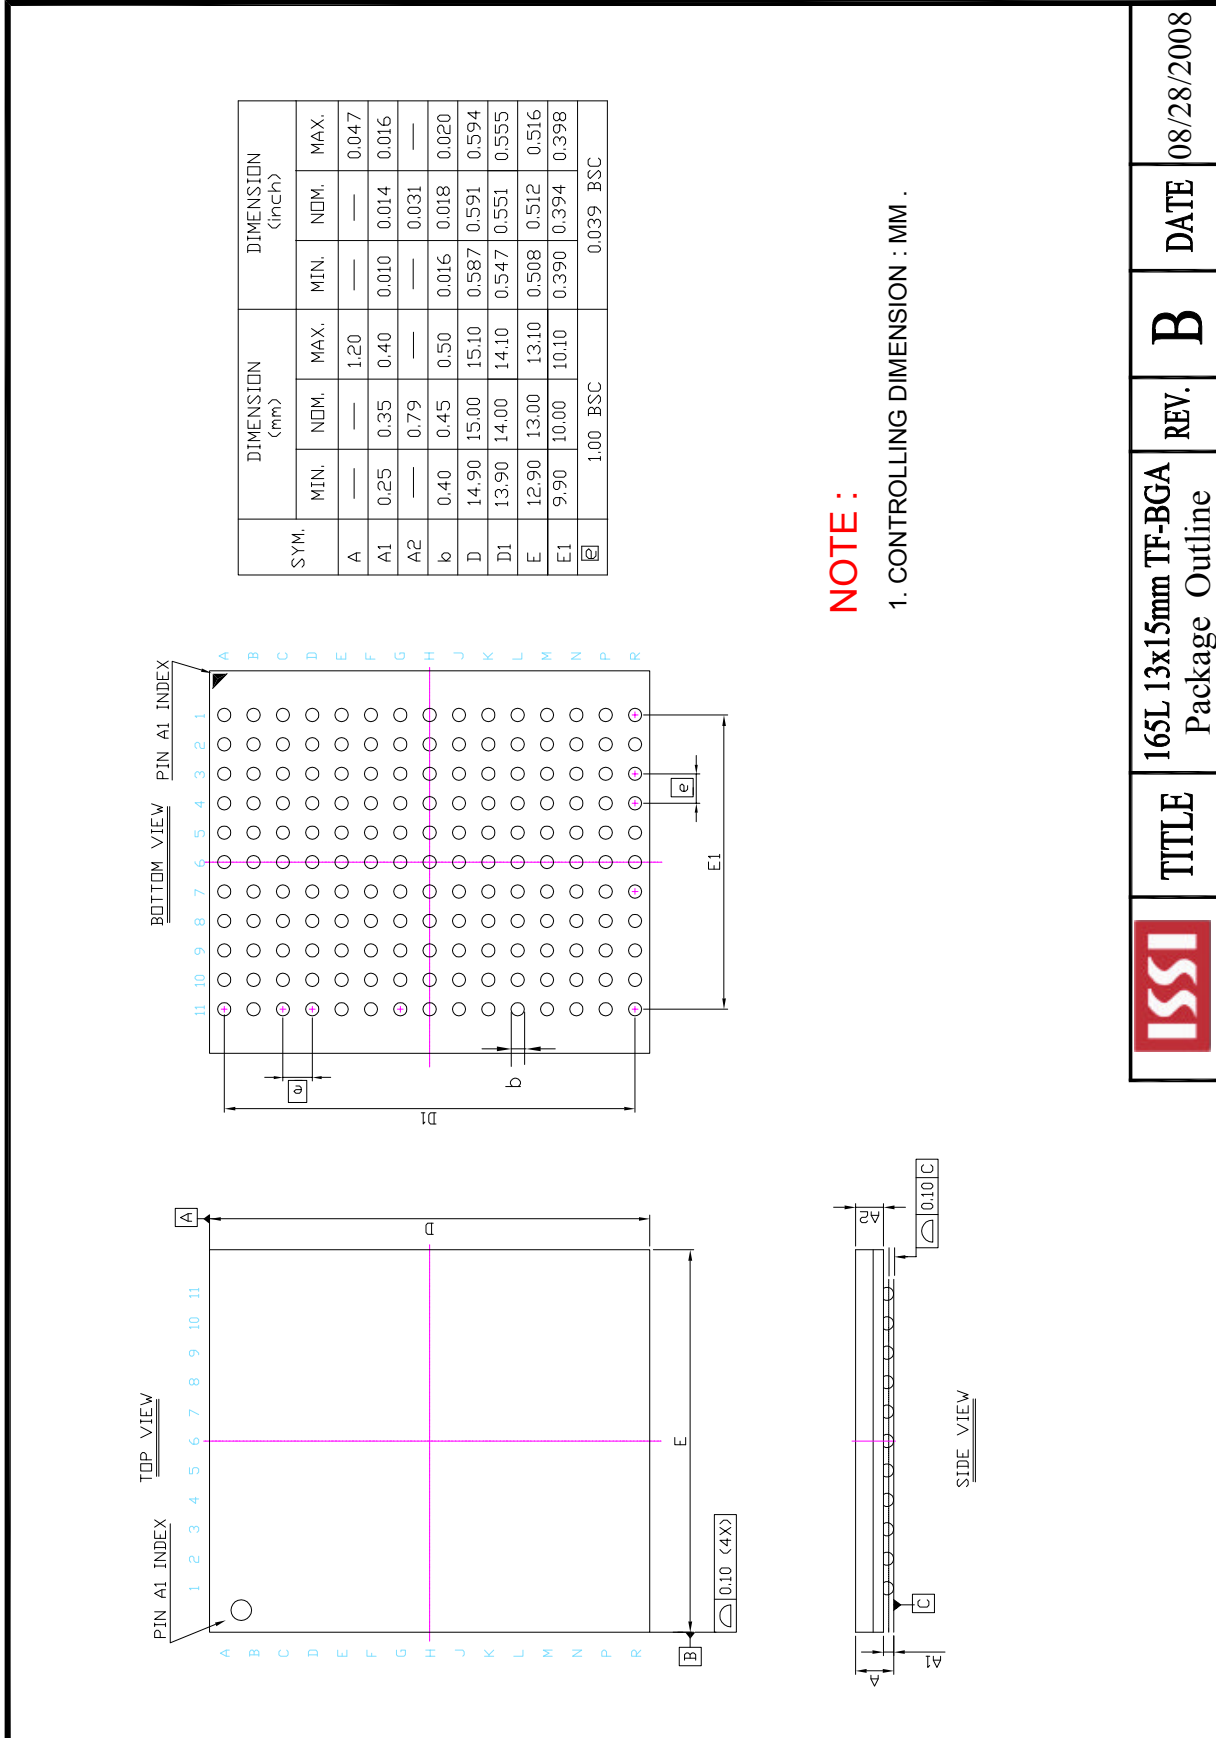 TOP VIEW
PIN A1 INDEX
1 2 3 4 5 6 7 8 9 10 11
A
B
C
D
E
F
G
H
J
K
L
M
N
P
R
A
D
E
B
0.10 (4X)
BOTTOM VIEW
PIN A1 INDEX
11 10 9 8 7 6 5 4 3 2 1
A
B
C
D
E
F
G
H
J
K
L
M
N
P
R
e
D1
b
e
E1
SYM. DIMENSION (mm) DIMENSION (inch)
MIN. NOM. MAX. MIN. NOM. MAX.
A — — 1.20 — — 0.047
A1 0.25 0.35 0.40 0.010 0.014 0.016
A2 — 0.79 — — 0.031 —
b 0.40 0.45 0.50 0.016 0.018 0.020
D 14.90 15.00 15.10 0.587 0.591 0.594
D1 13.90 14.00 14.10 0.547 0.551 0.555
E 12.90 13.00 13.10 0.508 0.512 0.516
E1 9.90 10.00 10.10 0.390 0.394 0.398
e 1.00 BSC 0.039 BSC
A
A1
A2
C
0.10 C
SIDE VIEW
NOTE :
1. CONTROLLING DIMENSION : MM .
ISSI
TITLE
165L 13x15mm TF-BGA
Package Outline
REV.
B
DATE
08/28/2008